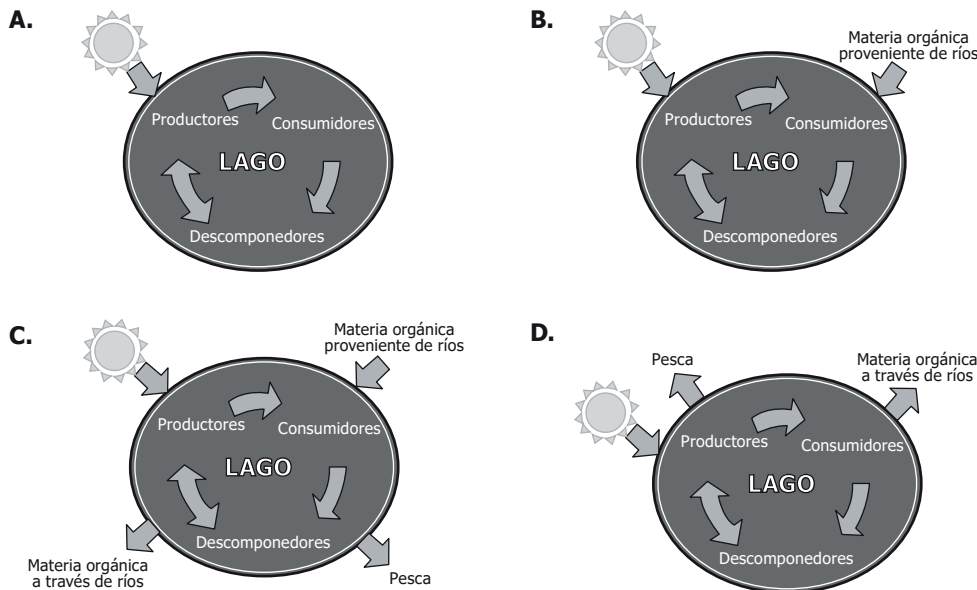 A.
Productores
Consumidores
LAGO
Descomponedores
B.
Materia orgánica
proveniente de ríos
Productores
Consumidores
LAGO
Descomponedores
C.
Materia orgánica
proveniente de ríos
Productores
Consumidores
LAGO
Descomponedores
Materia orgánica
a través de ríos
Pesca
D.
Pesca
Materia orgánica
a través de ríos
Productores
Consumidores
LAGO
Descomponedores